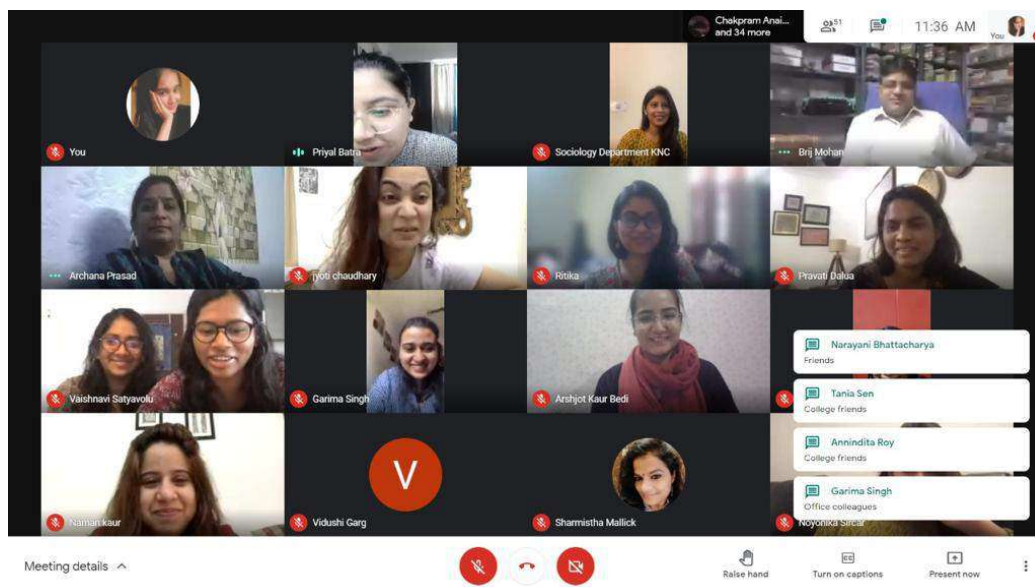 Chakpram Anai...
and 34 more
51
11:36 AM
You
You
Priyal Batra
Sociology Department KNC
Brij Mohan
Archana Prasad
jyoti chaudhary
Ritika
Pravati Dalua
Vaishnavi Satyavolu
Garima Singh
Arshjot Kaur Bedi
Narayani Bhattacharya
Friends
Tania Sen
College friends
Annindita Roy
College friends
Garima Singh
Office colleagues
Naman kaur
V
Vidushi Garg
Sharmistha Mallick
Noyonika Sircar
Meeting details
Raise hand
CC
Turn on captions
Present now